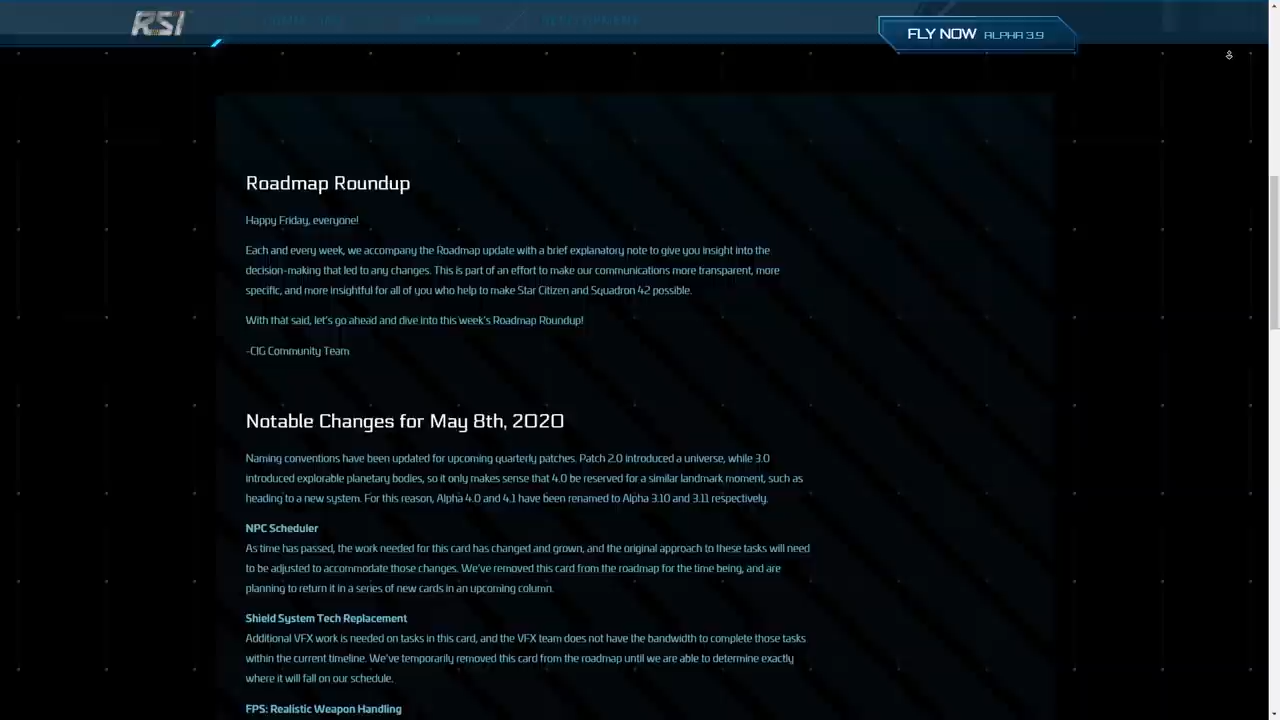 RSI
FLY NOW ALPHA 3.9
Roadmap Roundup
Happy Friday, everyone!
Each and every week, we accompany the Roadmap update with a brief explanatory note to give you insight into the
decision-making that led to any changes. This is part of an effort to make our communications more transparent, more
specific, and more insightful for all of you who help to make Star Citizen and Squadron 42 possible.
With that said, let's go ahead and dive into this week's Roadmap Roundup!
-CIG Community Team
Notable Changes for May 8th, 2020
Naming conventions have been updated for upcoming quarterly patches. Patch 2.0 introduced a universe, while 3.0
introduced explorable planetary bodies, so it only makes sense that 4.0 be reserved for a similar landmark moment, such as
heading to a new system. For this reason, Alpha 4.0 and 4.1 have been renamed to Alpha 3.10 and 3.11 respectively.
NPC Scheduler
As time has passed, the work needed for this card has changed and grown, and the original approach to these tasks will need
to be adjusted to accommodate those changes. We've removed this card from the roadmap for the time being, and are
planning to return it in a series of new cards in an upcoming column.
Shield System Tech Replacement
Additional VFX work is needed on tasks in this card, and the VFX team does not have the bandwidth to complete those tasks
within the current timeline. We've temporarily removed this card from the roadmap until we are able to determine exactly
where it will fall on our schedule.
FPS: Realistic Weapon Handling